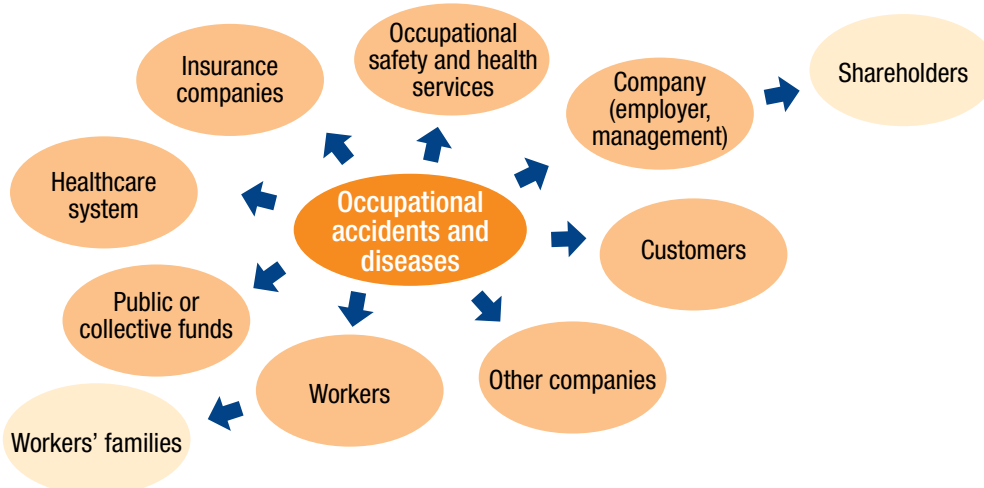 Occupational
safety and health
services
Insurance
companies
Company
(employer,
management)
Shareholders
Healthcare
system
Occupational
accidents and
diseases
Customers
Public or
collective funds
Workers
Other companies
Workers’ families